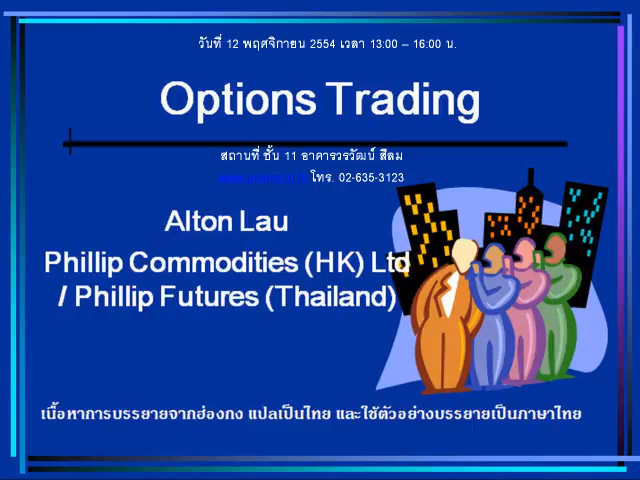 วันที่ 12 พฤศจิกายน 2554 เวลา 13:00 – 16:00 น.
Options Trading
สถานที่ ชั้น 11 อาคารวรวัฒน์ สีลม
โทร. 02-635-3123
Alton Lau
Phillip Commodities (HK) Ltd
/ Phillip Futures (Thailand)
เนื้อหาการบรรยายจากฮ่องกง แปลเป็นไทย และใช้ตัวอย่างบรรยายเป็นภาษาไทย